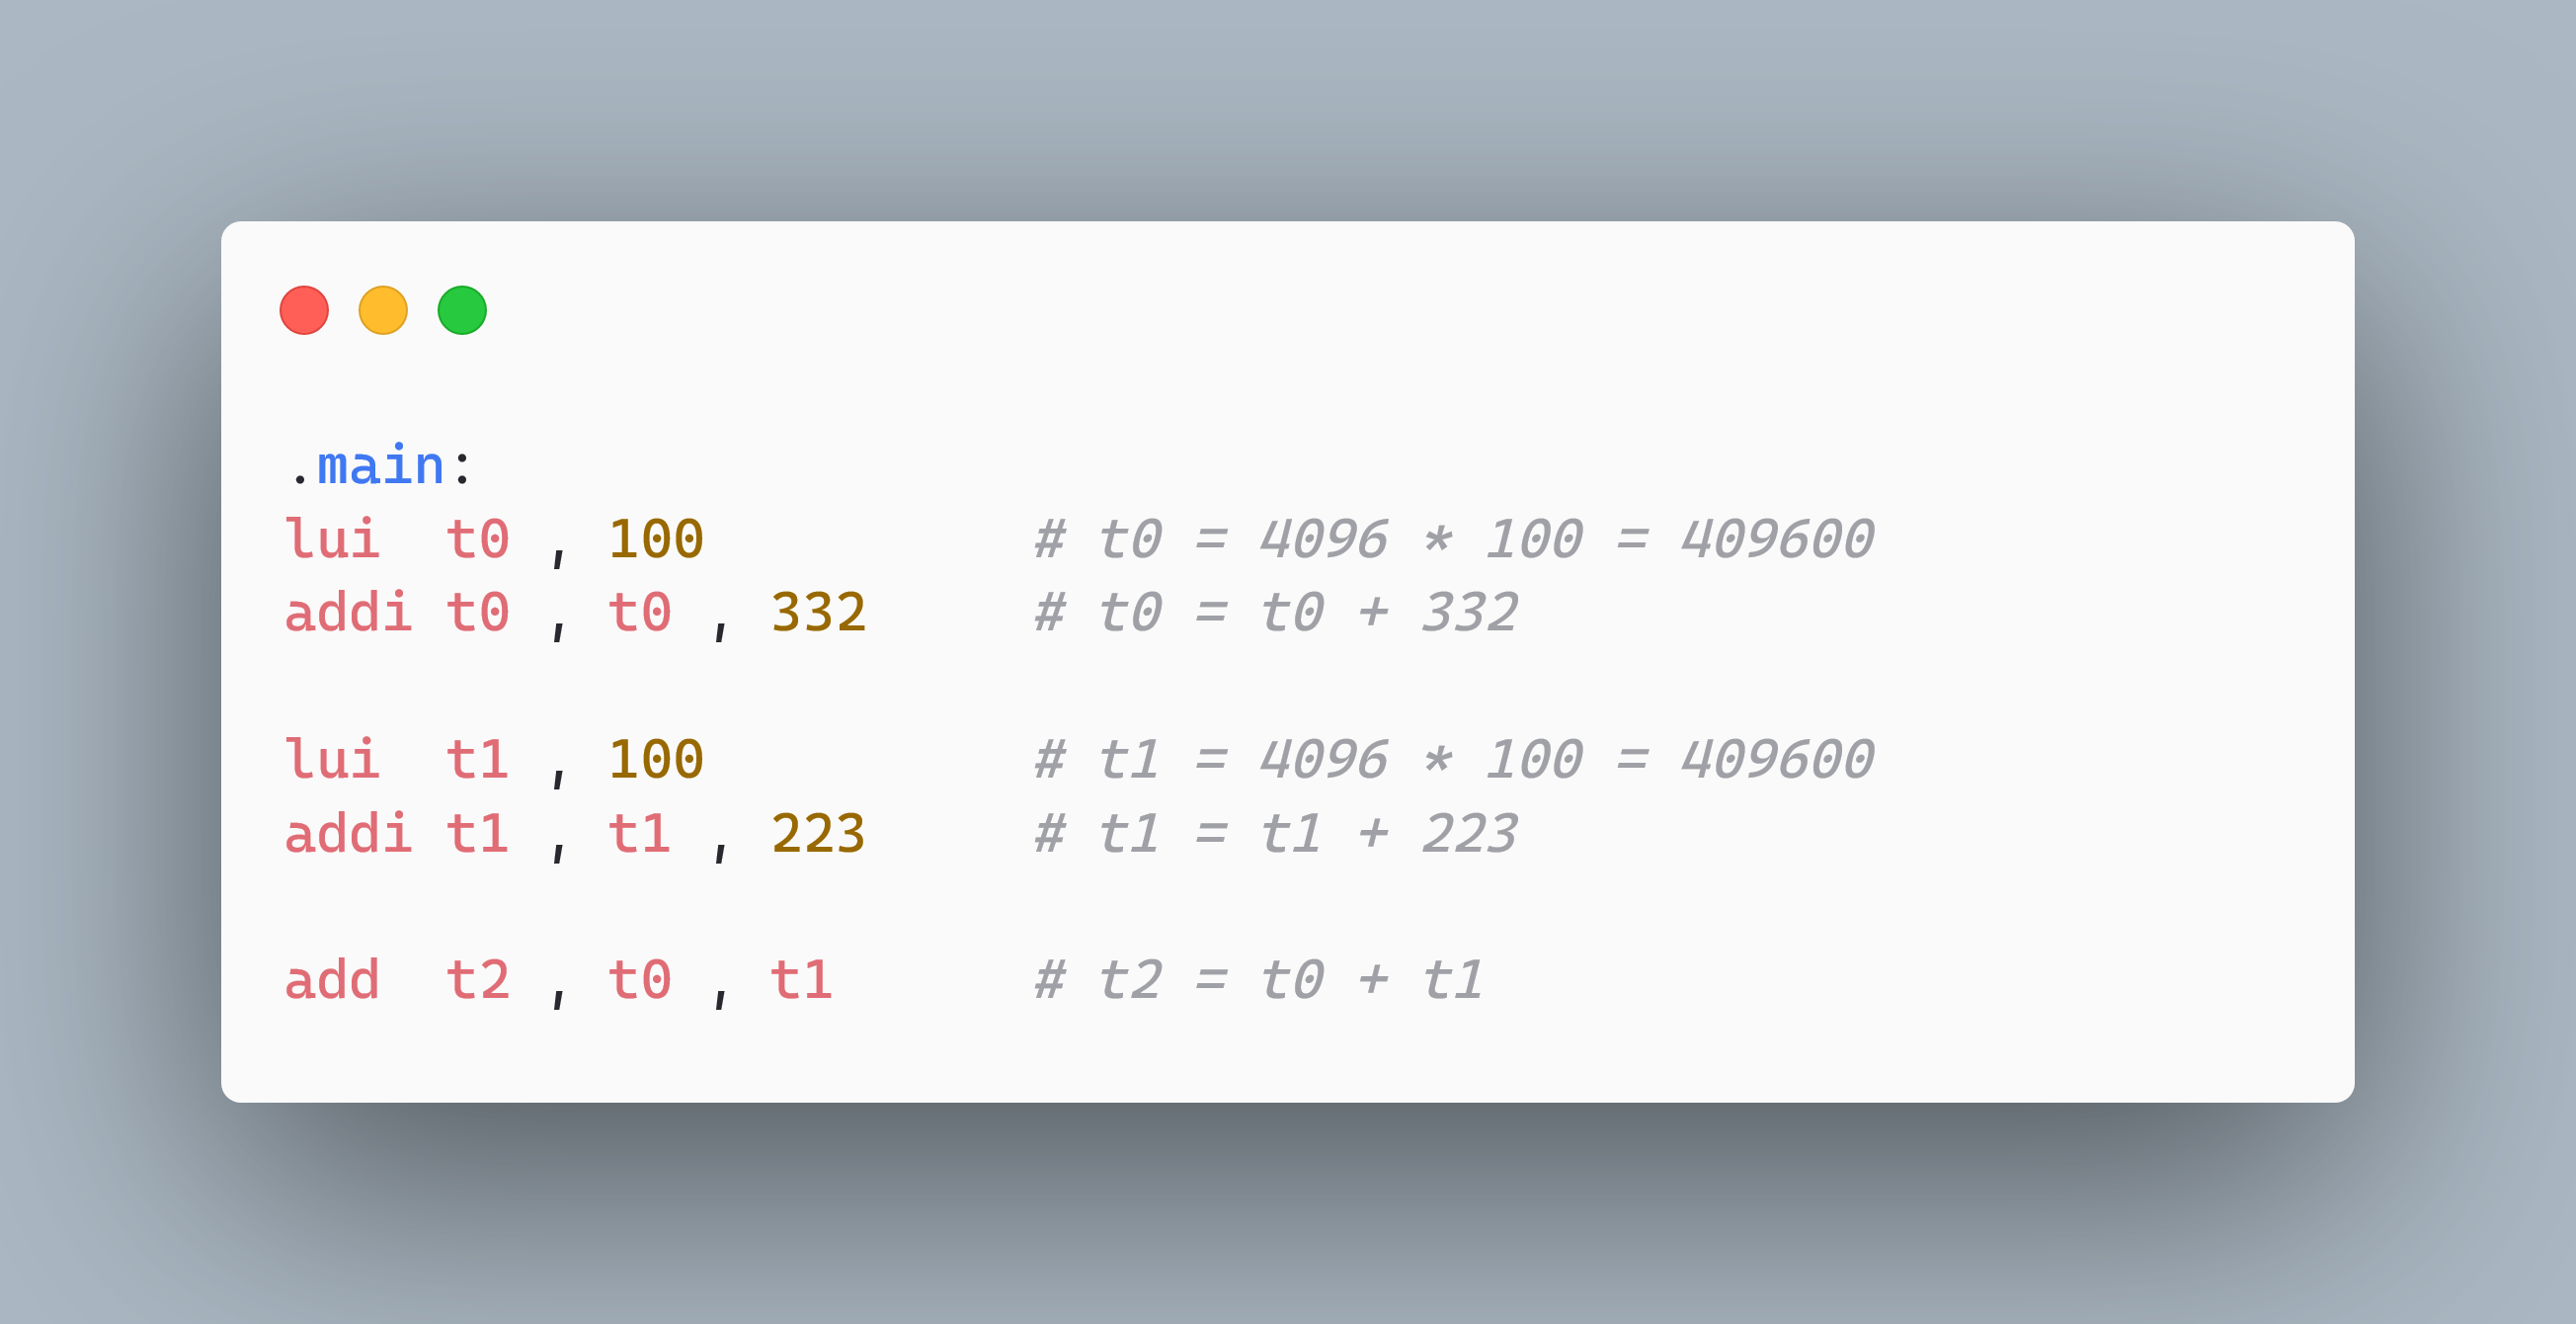 .main:
lui  t0 , 100          # t0 = 4096 * 100 = 409600
addi t0 , t0 , 332     # t0 = t0 + 332
lui  t1 , 100          # t1 = 4096 * 100 = 409600
addi t1 , t1 , 223     # t1 = t1 + 223
add  t2 , t0 , t1      # t2 = t0 + t1